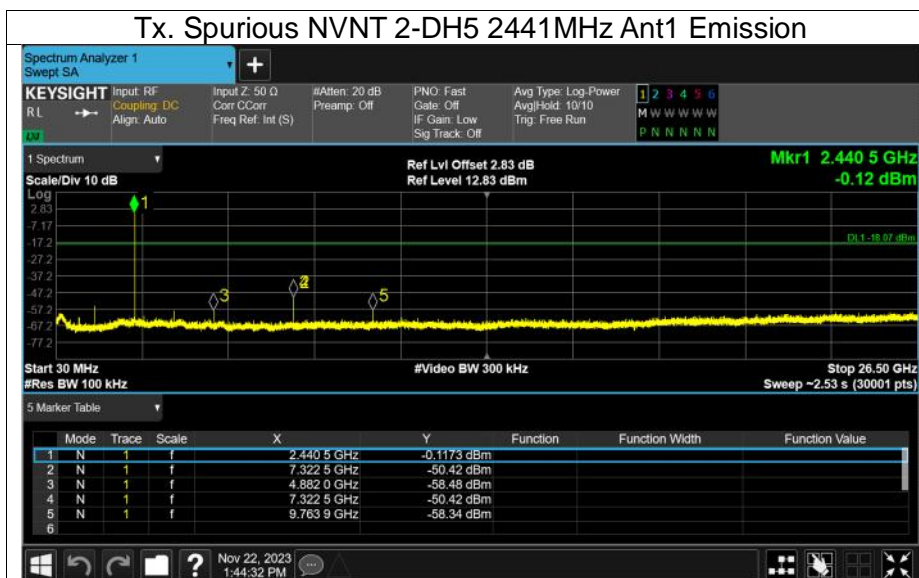 Tx. Spurious NVNT 2-DH5 2441MHz Ant1 Emission
Spectrum Analyzer 1
Swept SA
+
KEYSIGHT Input: RF Input Z: 50 Ω #Atten: 20 dB PNO: Fast Avg Type: Log-Power 1 2 3 4 5 6
RL Coupling: DC Corr CCorr Preamp: Off Gate: Off Avg|Hold: 10/10 M W W W W W
Align: Auto Freq Ref: Int (S) IF Gain: Low Trig: Free Run
Sig Track: Off P N N N N N
1 Spectrum Ref Lvl Offset 2.83 dB Mkr1 2.440 5 GHz
Scale/Div 10 dB Ref Level 12.83 dBm -0.12 dBm
Log
2.83
-7.17
-17.2
-27.2
-37.2
-47.2
-57.2
-67.2
-77.2
1
DL1 -18.07 dBm
3
5
Start 30 MHz #Video BW 300 kHz Stop 26.50 GHz
#Res BW 100 kHz Sweep ~2.53 s (30001 pts)
5 Marker Table
Mode Trace Scale X Y Function Function Width Function Value
1 N 1 f 2.440 5 GHz -0.1173 dBm
2 N 1 f 7.322 5 GHz -50.42 dBm
3 N 1 f 4.882 0 GHz -58.48 dBm
4 N 1 f 7.322 5 GHz -50.42 dBm
5 N 1 f 9.763 9 GHz -58.34 dBm
6
? Nov 22, 2023
1:44:32 PM